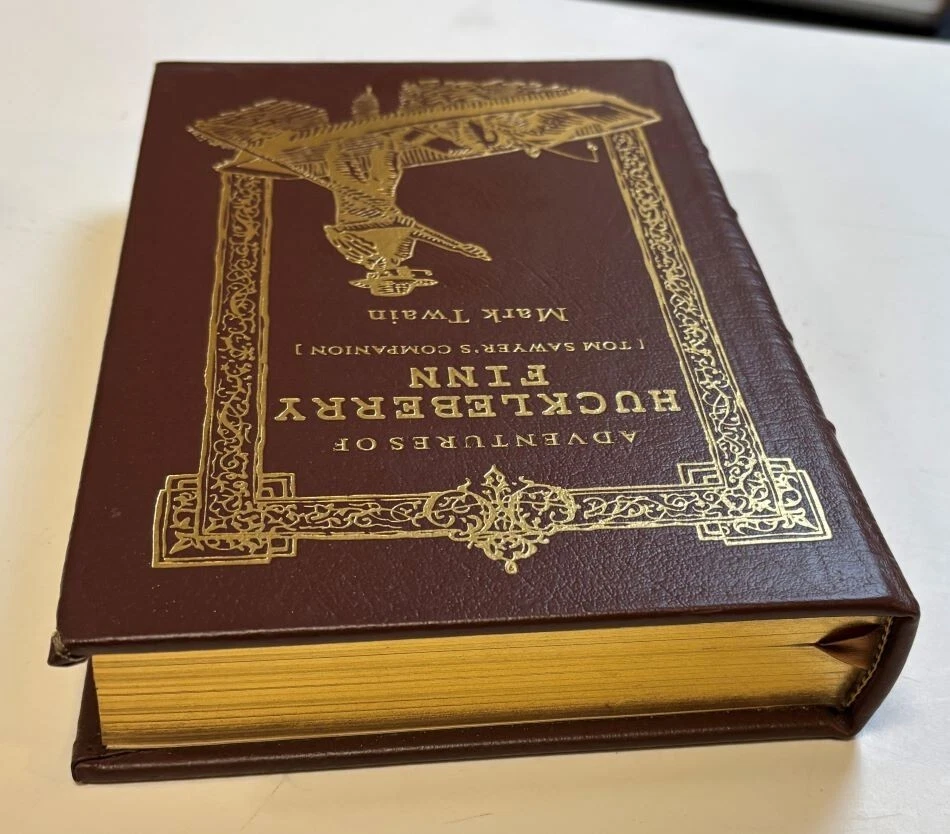 ADVENTURES OF
HUCKLEBERRY
FINN
[ TOM SAWYER'S COMPANION ]
Mark Twain